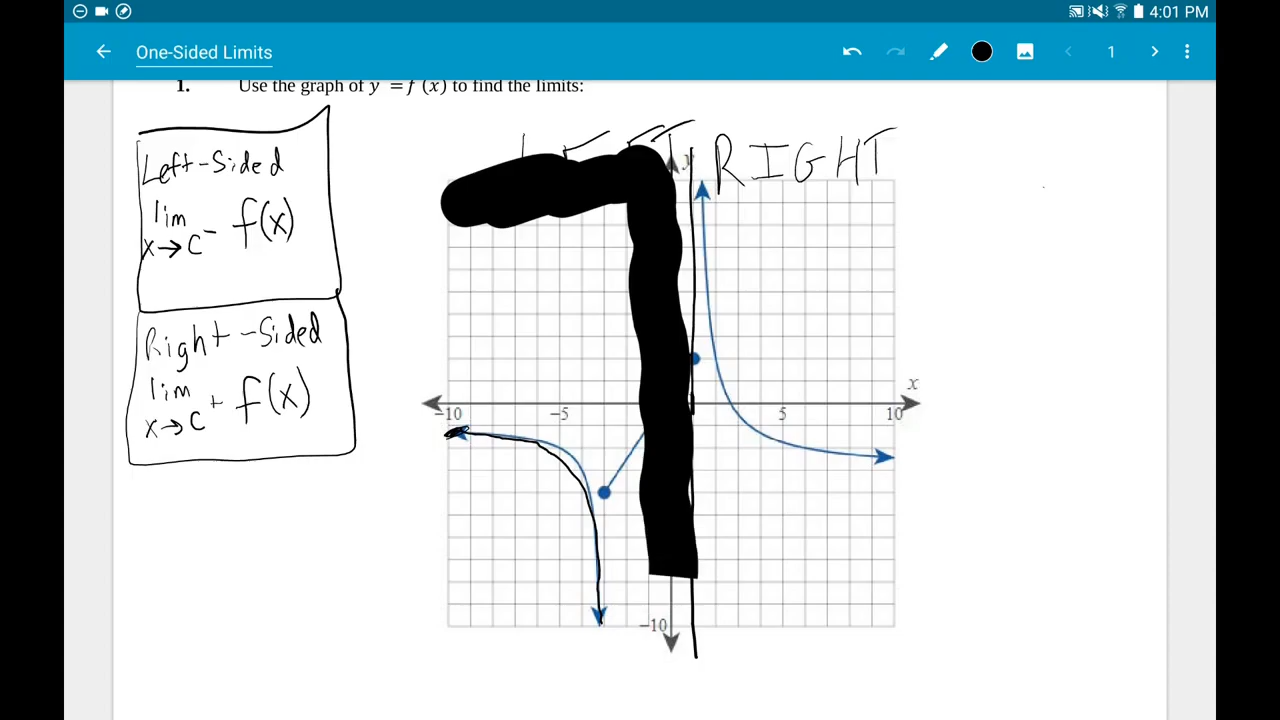 4:01 PM
One-Sided Limits
1
1. Use the graph of y = f (x) to find the limits:
Left-Sided
lim
x→c⁻ f(x)
Right-Sided
lim
x→c⁺ f(x)
RIGHT
y
x
−10 −5 5 10
−10